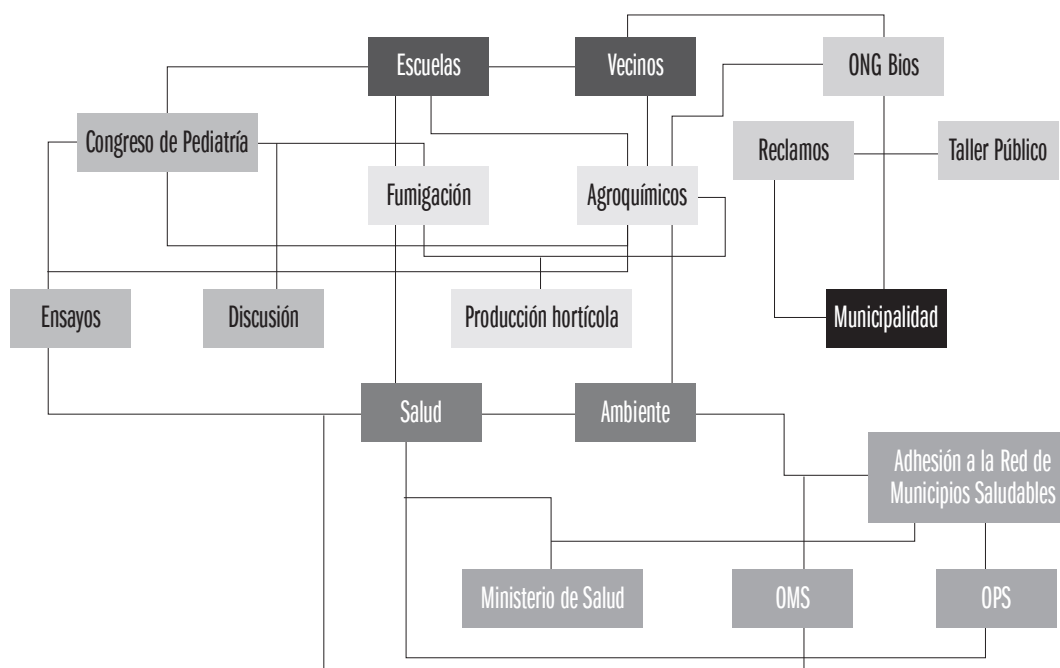 Escuelas
Vecinos
ONG Bios
Congreso de Pediatría
Reclamos
Taller Público
Fumigación
Agroquímicos
Ensayos
Discusión
Producción hortícola
Municipalidad
Salud
Ambiente
Adhesión a la Red de
Municipios Saludables
Ministerio de Salud
OMS
OPS